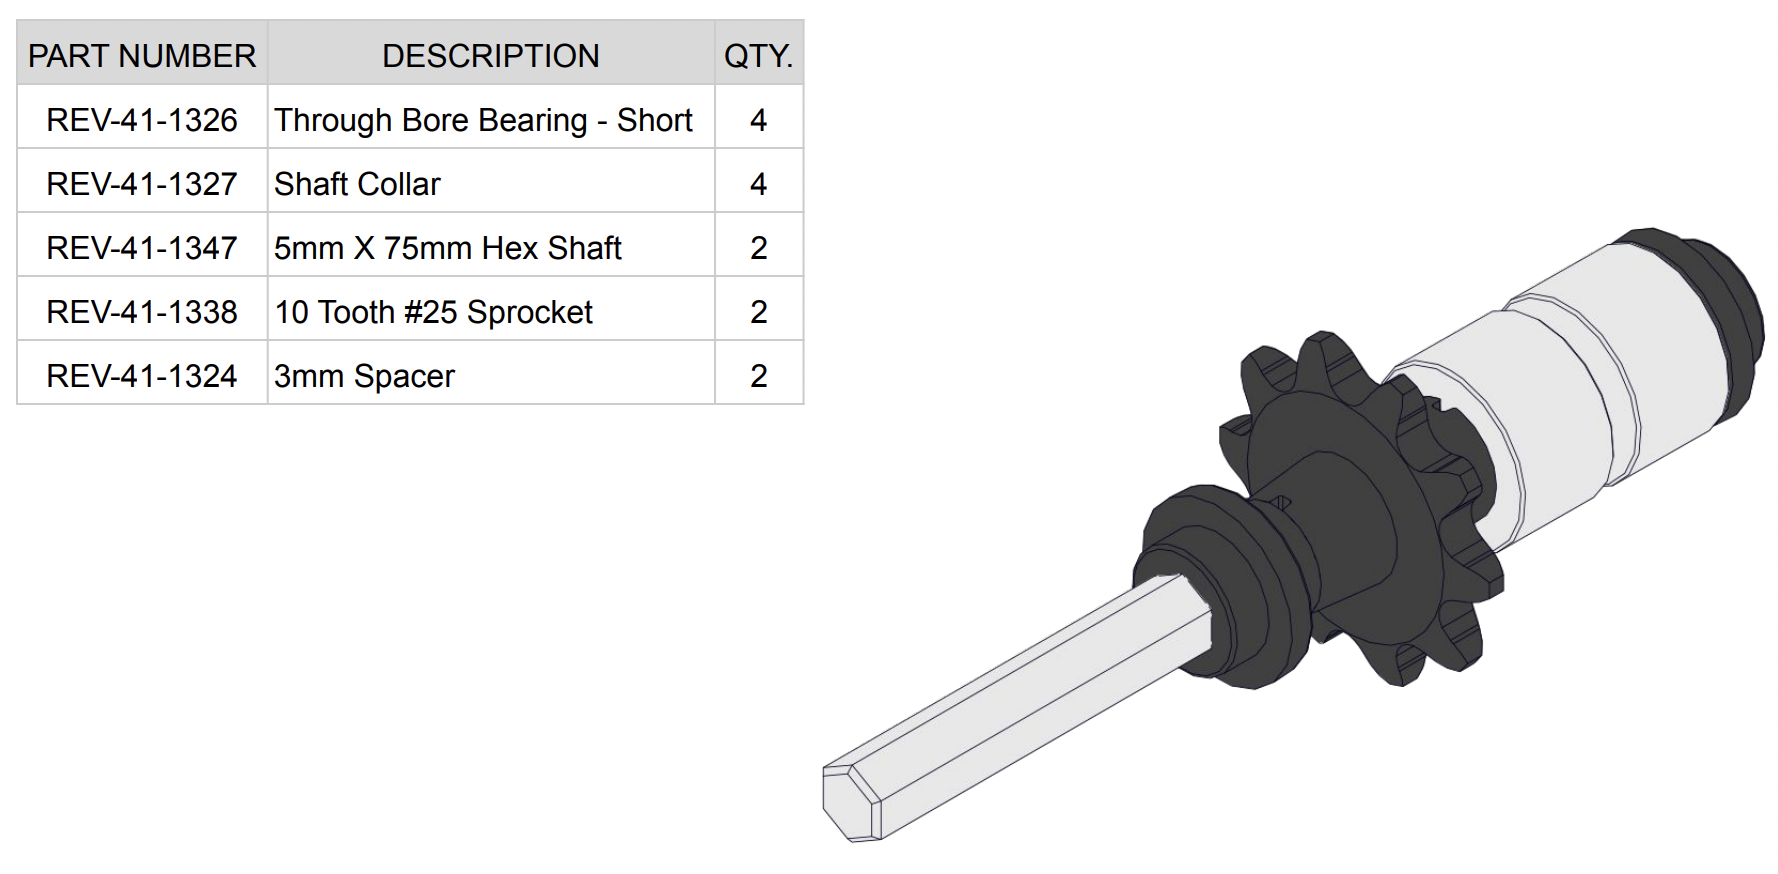 PART NUMBER DESCRIPTION QTY.
REV-41-1326 Through Bore Bearing - Short 4
REV-41-1327 Shaft Collar 4
REV-41-1347 5mm X 75mm Hex Shaft 2
REV-41-1338 10 Tooth #25 Sprocket 2
REV-41-1324 3mm Spacer 2